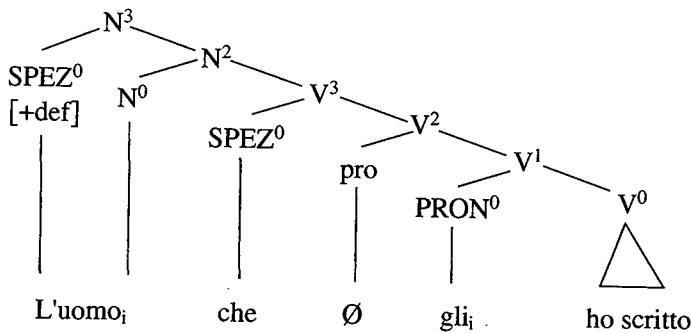 N³
SPEZ⁰ N²
[+def] N⁰ V³
SPEZ⁰ V²
pro V¹
PRON⁰ V⁰
L'uomoᵢ che Ø gliᵢ ho scritto